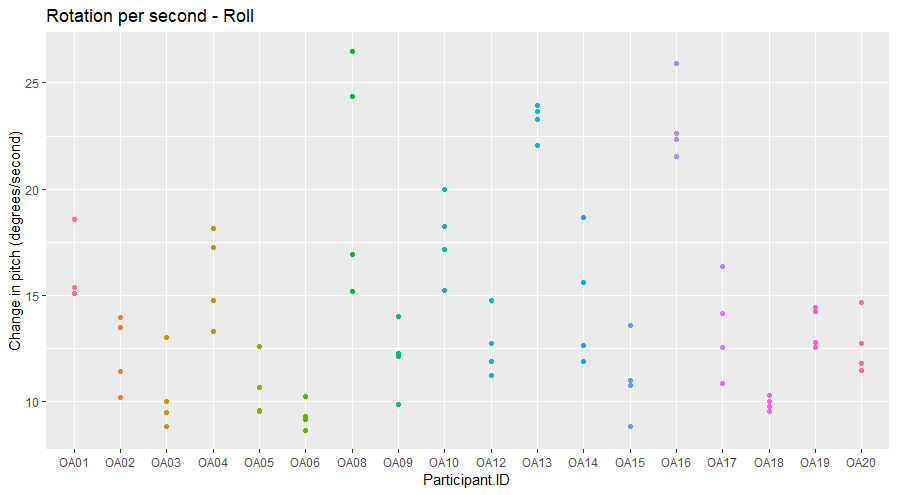 Rotation per second - Roll
Change in pitch (degrees/second)
25
20
15
10
OA01 OA02 OA03 OA04 OA05 OA06 OA08 OA09 OA10 OA12 OA13 OA14 OA15 OA16 OA17 OA18 OA19 OA20
Participant.ID